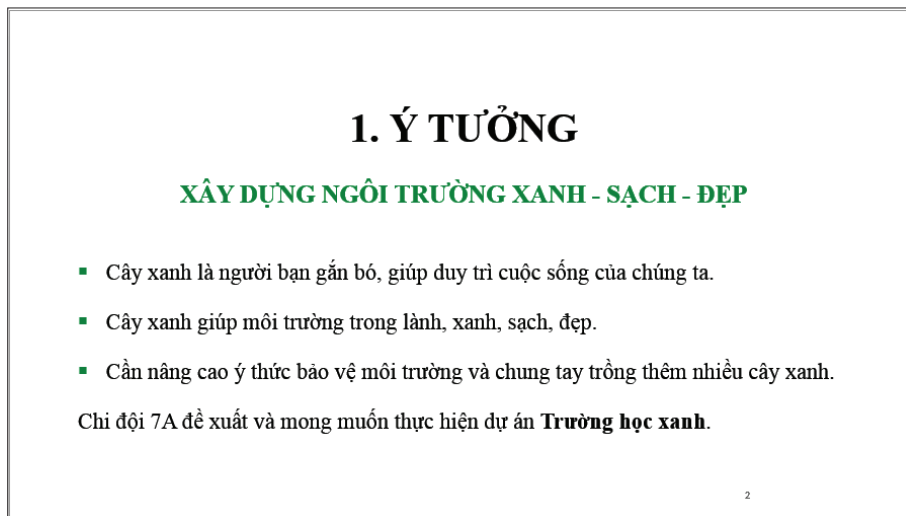 1. Ý TƯỞNG
XÂY DỰNG NGÔI TRƯỜNG XANH - SẠCH - ĐẸP
▪ Cây xanh là người bạn gắn bó, giúp duy trì cuộc sống của chúng ta.
▪ Cây xanh giúp môi trường trong lành, xanh, sạch, đẹp.
▪ Cần nâng cao ý thức bảo vệ môi trường và chung tay trồng thêm nhiều cây xanh.
Chi đội 7A đề xuất và mong muốn thực hiện dự án Trường học xanh.
2